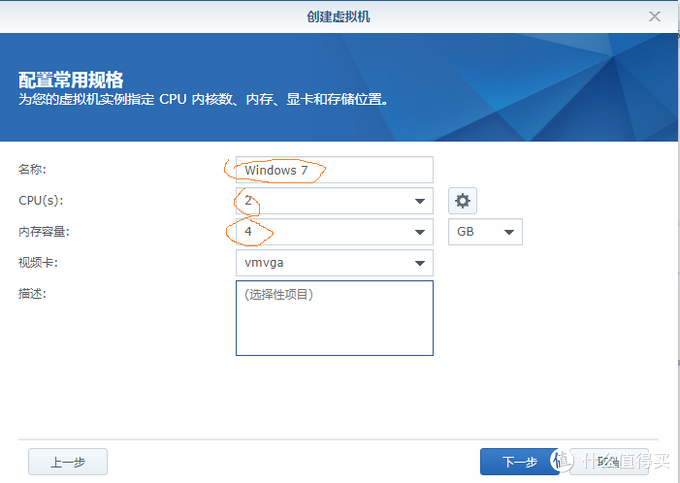 创建虚拟机
配置常用规格
为您的虚拟机实例指定 CPU 内核数、内存、显卡和存储位置。
名称: Windows 7
CPU(s): 2
内存容量: 4 GB
视频卡: vmvga
描述: (选择性项目)
上一步 下一步 取消
值 什么值得买